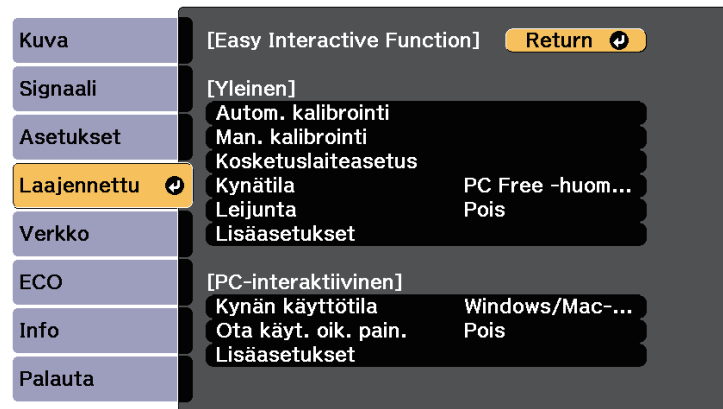 Kuva
Signaali
Asetukset
Laajennettu
Verkko
ECO
Info
Palauta
[Easy Interactive Function] Return
[Yleinen]
Autom. kalibrointi
Man. kalibrointi
Kosketuslaiteasetus
Kynätila PC Free -huom...
Leijunta Pois
Lisäasetukset
[PC-interaktiivinen]
Kynän käyttötila Windows/Mac-...
Ota käyt. oik. pain. Pois
Lisäasetukset